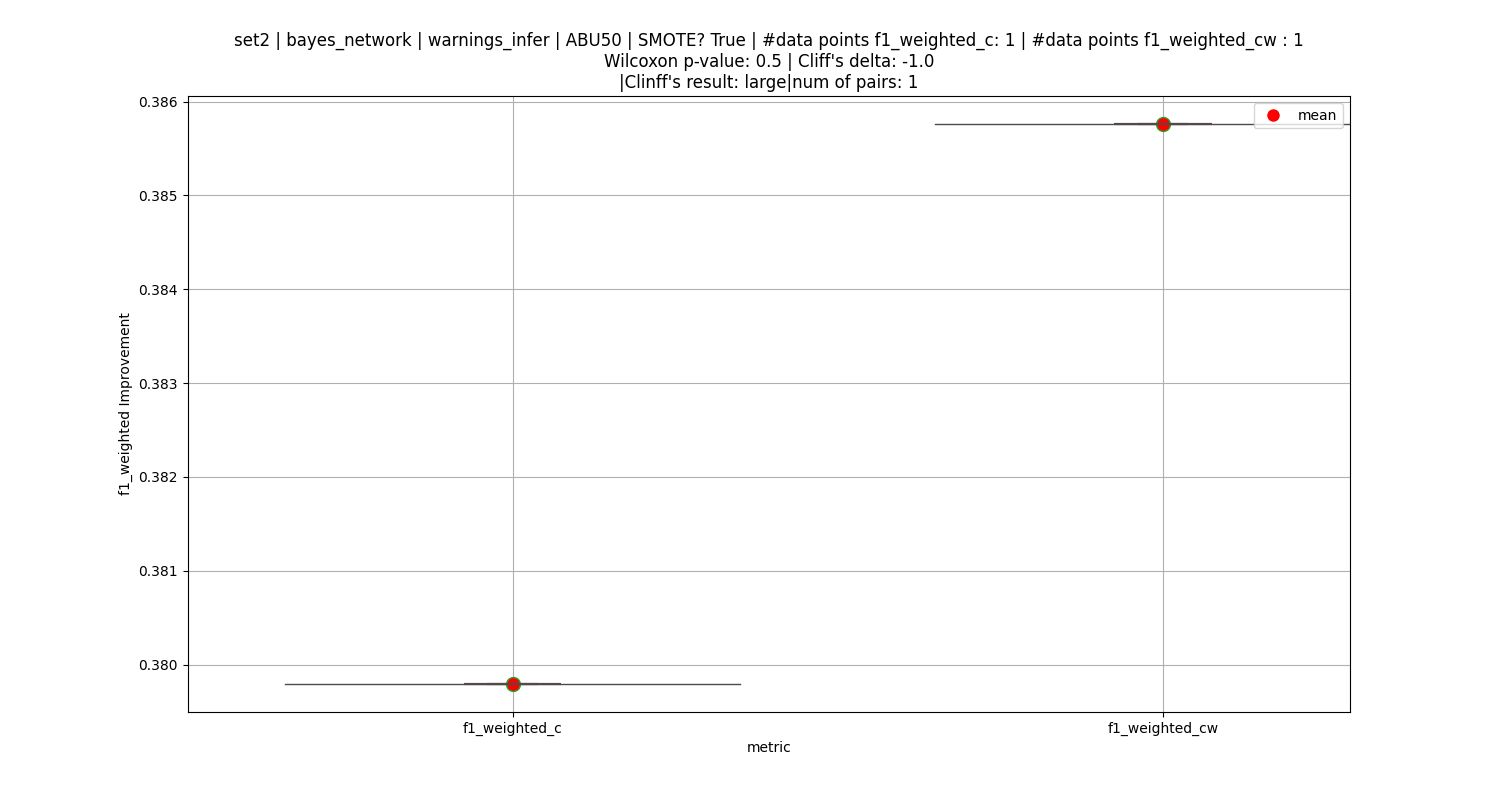 set2 | bayes_network | warnings_infer | ABU50 | SMOTE? True | #data points f1_weighted_c: 1 | #data points f1_weighted_cw : 1
Wilcoxon p-value: 0.5 | Cliff's delta: -1.0
|Clinff's result: large|num of pairs: 1
mean
0.386
0.385
0.384
0.383
0.382
0.381
0.380
f1_weighted Improvement
f1_weighted_c
f1_weighted_cw
metric